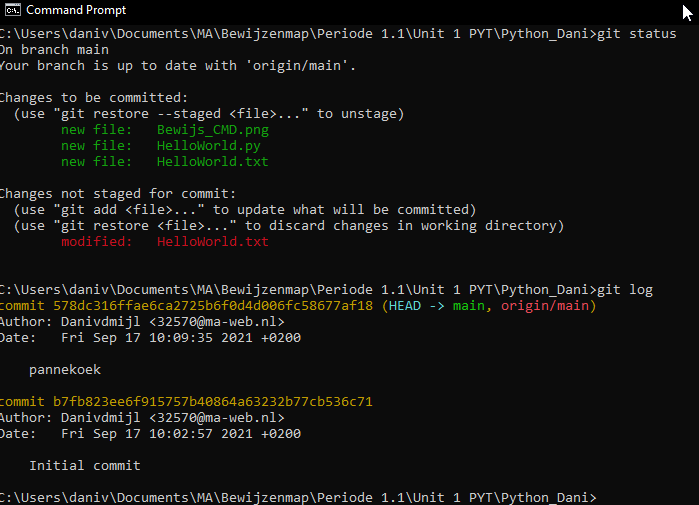 Command Prompt
C:\Users\daniv\Documents\MA\Bewijzenmap\Periode 1.1\Unit 1 PYT\Python_Dani>git status
On branch main
Your branch is up to date with 'origin/main'.
Changes to be committed:
(use "git restore --staged <file>..." to unstage)
new file:   Bewijs_CMD.png
new file:   HelloWorld.py
new file:   HelloWorld.txt
Changes not staged for commit:
(use "git add <file>..." to update what will be committed)
(use "git restore <file>..." to discard changes in working directory)
modified:   HelloWorld.txt
C:\Users\daniv\Documents\MA\Bewijzenmap\Periode 1.1\Unit 1 PYT\Python_Dani>git log
commit 578dc316ffae6ca2725b6f0d4d006fc58677af18 (HEAD -> main, origin/main)
Author: Danivdmijl <32570@ma-web.nl>
Date:   Fri Sep 17 10:09:35 2021 +0200
pannekoek
commit b7fb823ee6f915757b40864a63232b77cb536c71
Author: Danivdmijl <32570@ma-web.nl>
Date:   Fri Sep 17 10:02:57 2021 +0200
Initial commit
C:\Users\daniv\Documents\MA\Bewijzenmap\Periode 1.1\Unit 1 PYT\Python_Dani>